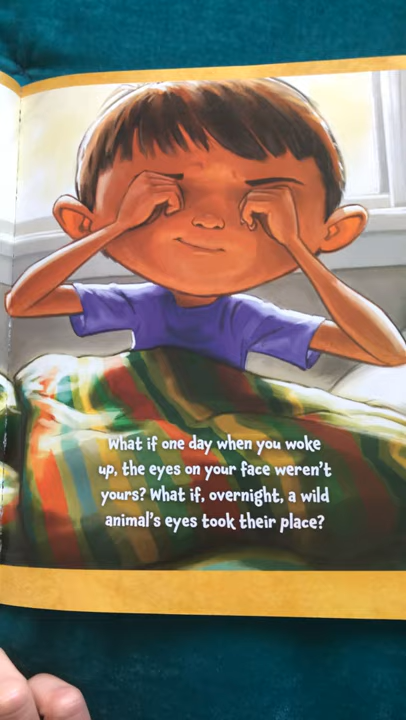 What if one day when you woke
up, the eyes on your face weren't
yours? What if, overnight, a wild
animal's eyes took their place?